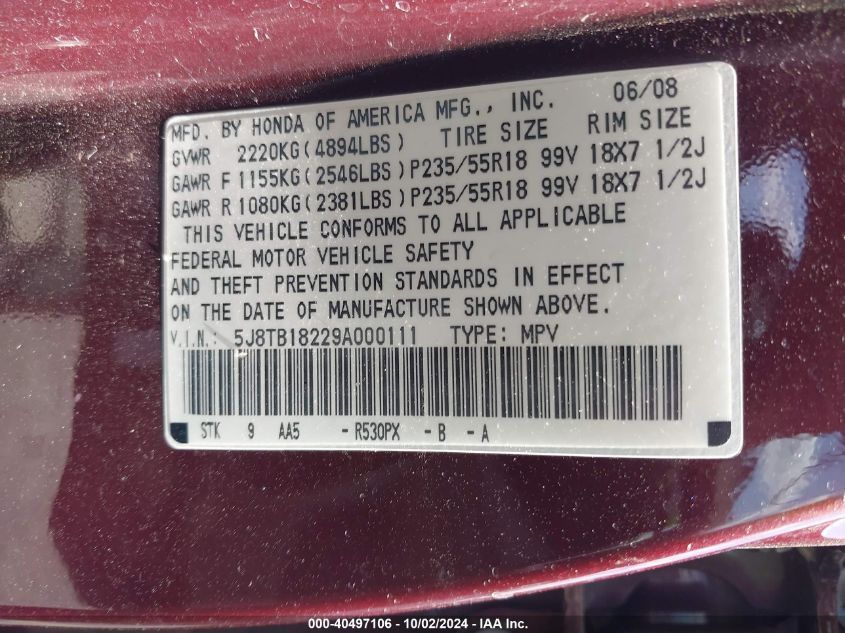 MFD. BY HONDA OF AMERICA MFG., INC. 06/08
GVWR 2220KG(4894LBS) TIRE SIZE RIM SIZE
GAWR F 1155KG(2546LBS)P235/55R18 99V 18X7 1/2J
GAWR R 1080KG(2381LBS)P235/55R18 99V 18X7 1/2J
THIS VEHICLE CONFORMS TO ALL APPLICABLE
FEDERAL MOTOR VEHICLE SAFETY
AND THEFT PREVENTION STANDARDS IN EFFECT
ON THE DATE OF MANUFACTURE SHOWN ABOVE.
V.I.N.: 5J8TB18229A000111 TYPE: MPV
STK 9 AA5 -R530PX -B -A
000-40497106 - 10/02/2024 - IAA Inc.